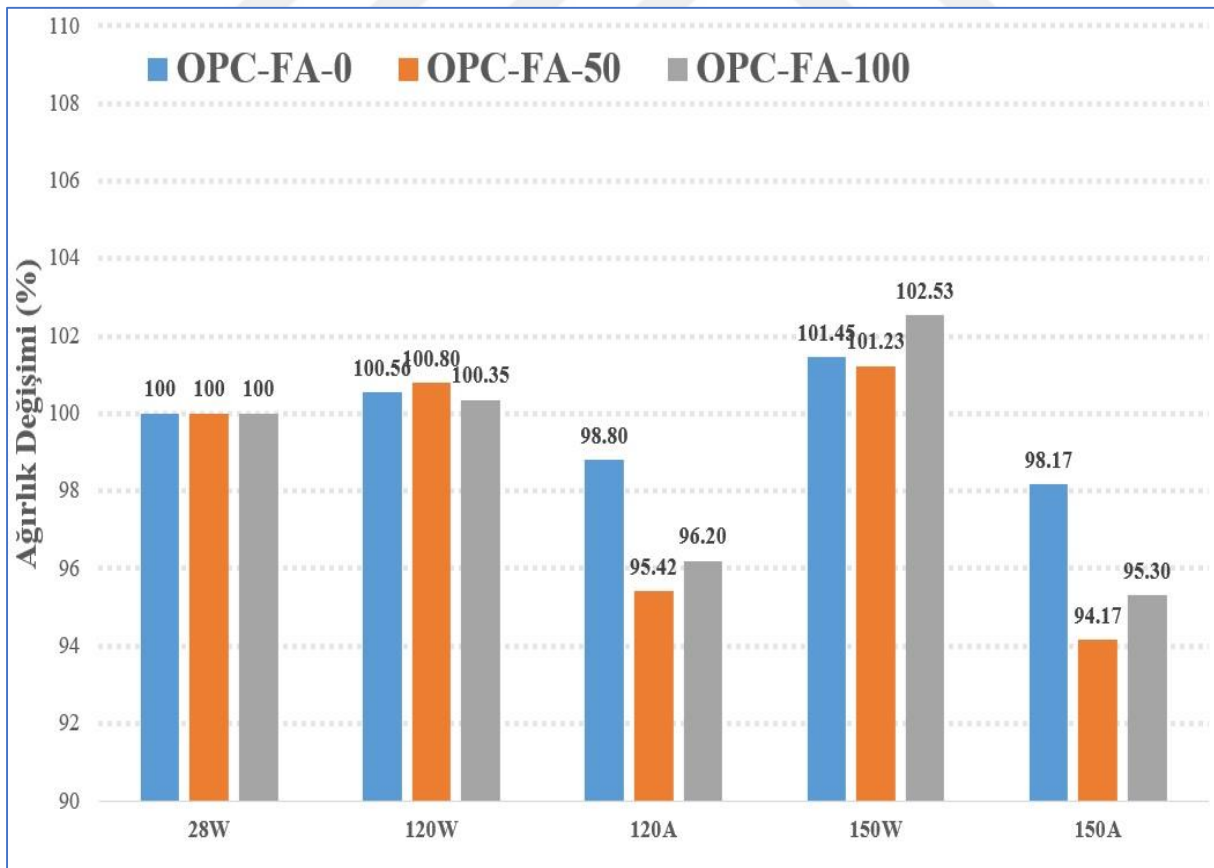 110
OPC-FA-0 OPC-FA-50 OPC-FA-100
108
106
104
102
100
98
96
94
92
90
Ağırlık Değişimi (%)
100 100 100
100.56 100.80 100.35
98.80 95.42 96.20
101.45 101.23 102.53
98.17 94.17 95.30
28W 120W 120A 150W 150A